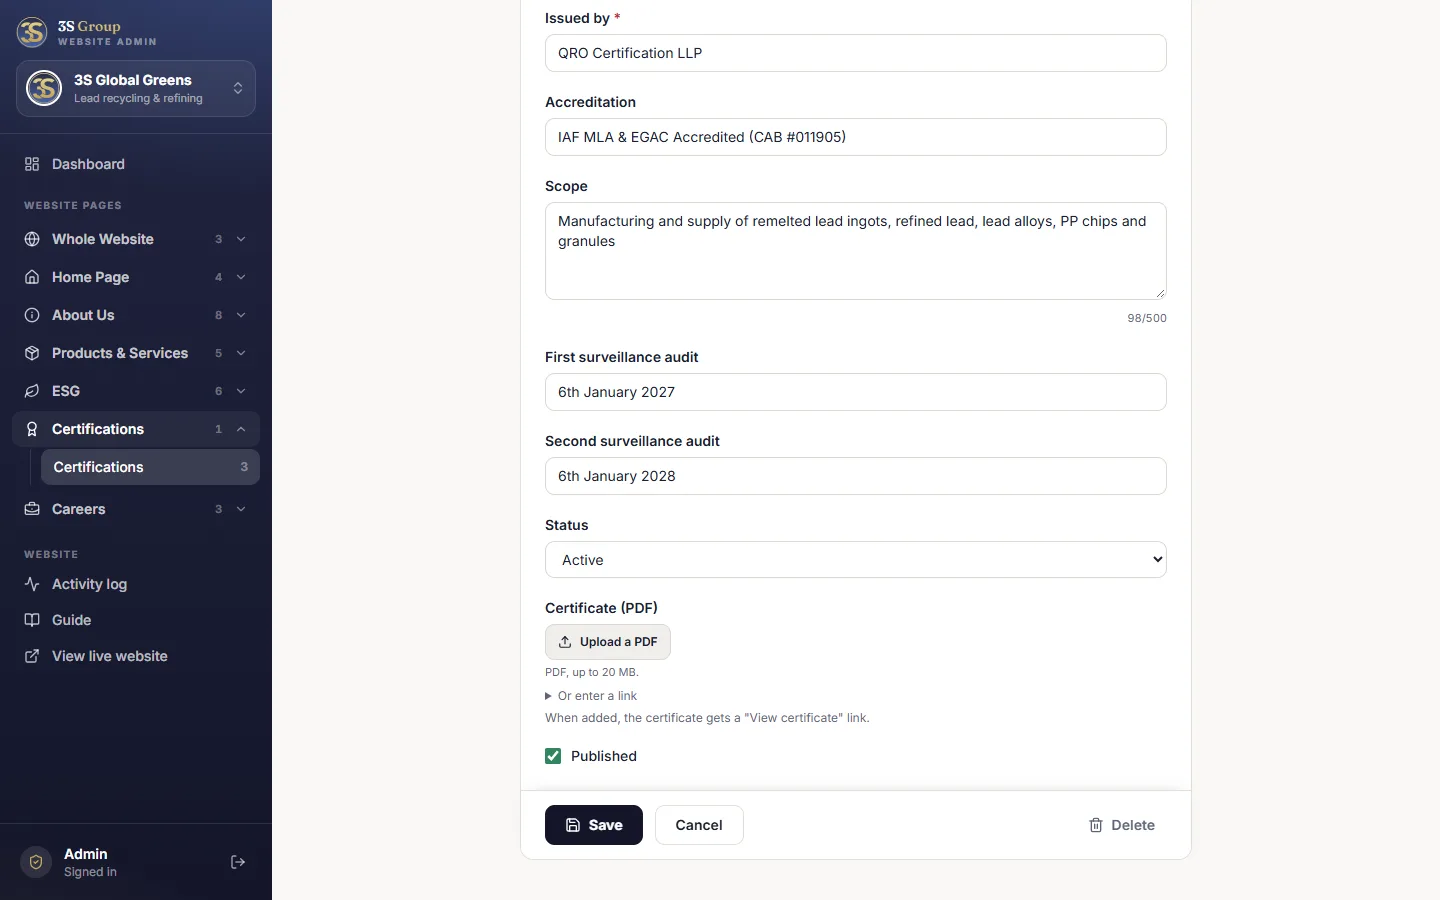 3S Group
WEBSITE ADMIN
3S Global Greens
Lead recycling & refining
Dashboard
WEBSITE PAGES
Whole Website 3
Home Page 4
About Us 8
Products & Services 5
ESG 6
Certifications 1
Certifications 3
Careers 3
WEBSITE
Activity log
Guide
View live website
Admin
Signed in
Issued by *
QRO Certification LLP
Accreditation
IAF MLA & EGAC Accredited (CAB #011905)
Scope
Manufacturing and supply of remelted lead ingots, refined lead, lead alloys, PP chips and
granules
98/500
First surveillance audit
6th January 2027
Second surveillance audit
6th January 2028
Status
Active
Certificate (PDF)
Upload a PDF
PDF, up to 20 MB.
Or enter a link
When added, the certificate gets a "View certificate" link.
Published
Save
Cancel
Delete